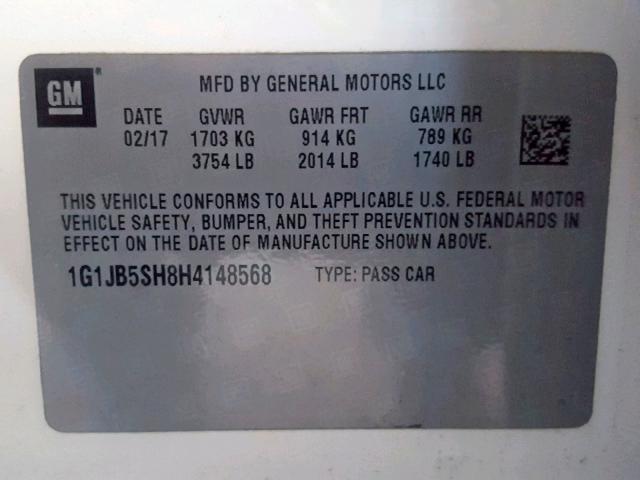 GM ®
MFD BY GENERAL MOTORS LLC
DATE GVWR GAWR FRT GAWR RR
02/17 1703 KG 914 KG 789 KG
3754 LB 2014 LB 1740 LB
THIS VEHICLE CONFORMS TO ALL APPLICABLE U.S. FEDERAL MOTOR
VEHICLE SAFETY, BUMPER, AND THEFT PREVENTION STANDARDS IN
EFFECT ON THE DATE OF MANUFACTURE SHOWN ABOVE.
1G1JB5SH8H4148568 TYPE: PASS CAR